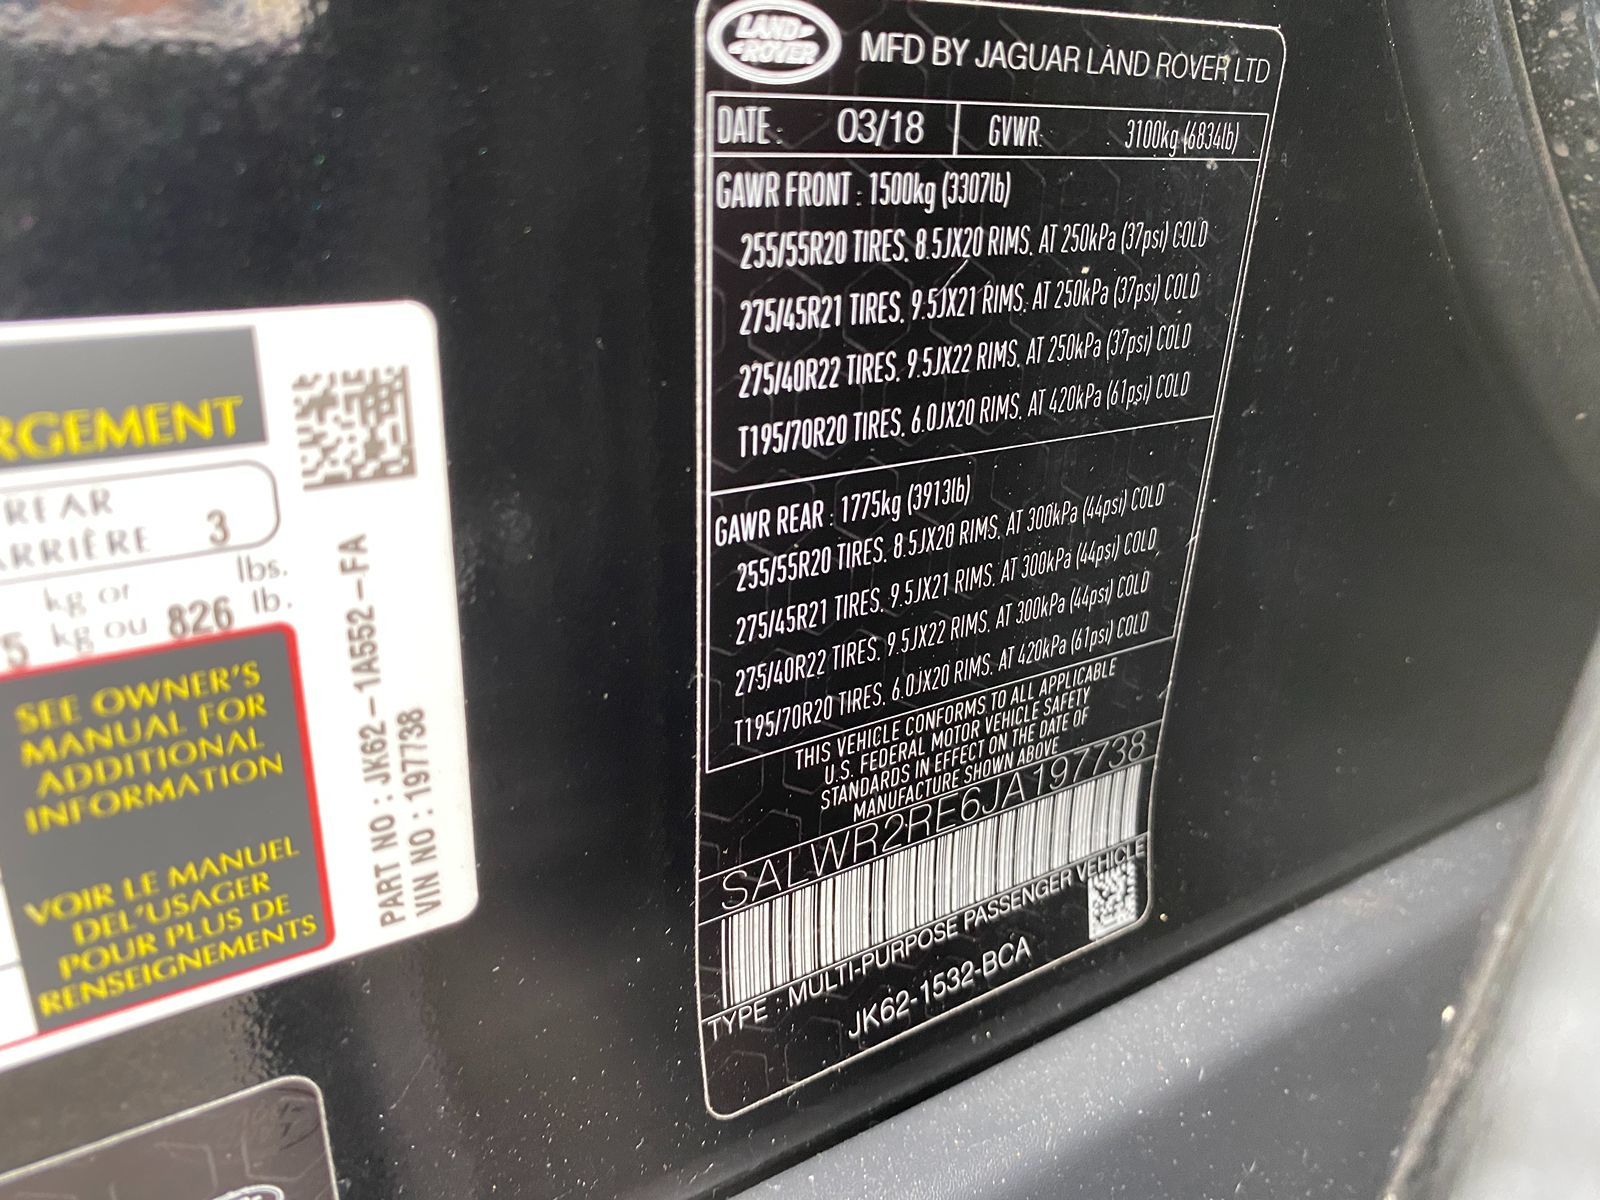 LAND ROVER
MFD BY JAGUAR LAND ROVER LTD
DATE : 03/18 GVWR: 3100kg (6834lb)
GAWR FRONT : 1500kg (3307lb)
255/55R20 TIRES. 8.5JX20 RIMS. AT 250kPa (37psi) COLD
275/45R21 TIRES. 9.5JX21 RIMS. AT 250kPa (37psi) COLD
275/40R22 TIRES. 9.5JX22 RIMS. AT 250kPa (37psi) COLD
T195/70R20 TIRES. 6.0JX20 RIMS. AT 420kPa (61psi) COLD
GAWR REAR : 1775kg (3913lb)
255/55R20 TIRES. 8.5JX20 RIMS. AT 300kPa (44psi) COLD
275/45R21 TIRES. 9.5JX21 RIMS. AT 300kPa (44psi) COLD
275/40R22 TIRES. 9.5JX22 RIMS. AT 300kPa (44psi) COLD
T195/70R20 TIRES. 6.0JX20 RIMS. AT 420kPa (61psi) COLD
THIS VEHICLE CONFORMS TO ALL APPLICABLE
U.S. FEDERAL MOTOR VEHICLE SAFETY
STANDARDS IN EFFECT ON THE DATE OF
MANUFACTURE SHOWN ABOVE
SALWR2RE6JA197738
TYPE : MULTI-PURPOSE PASSENGER VEHICLE
JK62-1532-BCA
RGEMENT
REAR
ARRIÈRE 3
kg or lbs.
5 kg ou 826 lb.
SEE OWNER'S
MANUAL FOR
ADDITIONAL
INFORMATION
VOIR LE MANUEL
DEL'USAGER
POUR PLUS DE
RENSEIGNEMENTS
PART NO : JK62-1A552-FA
VIN NO : 197738